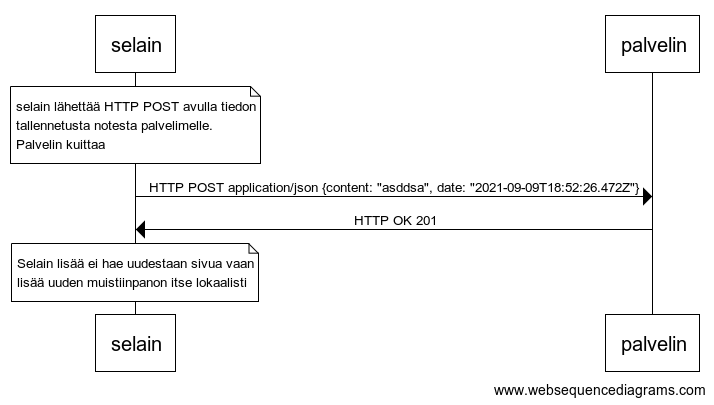 selain
palvelin
selain lähettää HTTP POST avulla tiedon
tallennetusta notesta palvelimelle.
Palvelin kuittaa
HTTP POST application/json {content: "asddsa", date: "2021-09-09T18:52:26.472Z"}
HTTP OK 201
Selain lisää ei hae uudestaan sivua vaan
lisää uuden muistiinpanon itse lokaalisti
selain
palvelin
www.websequencediagrams.com